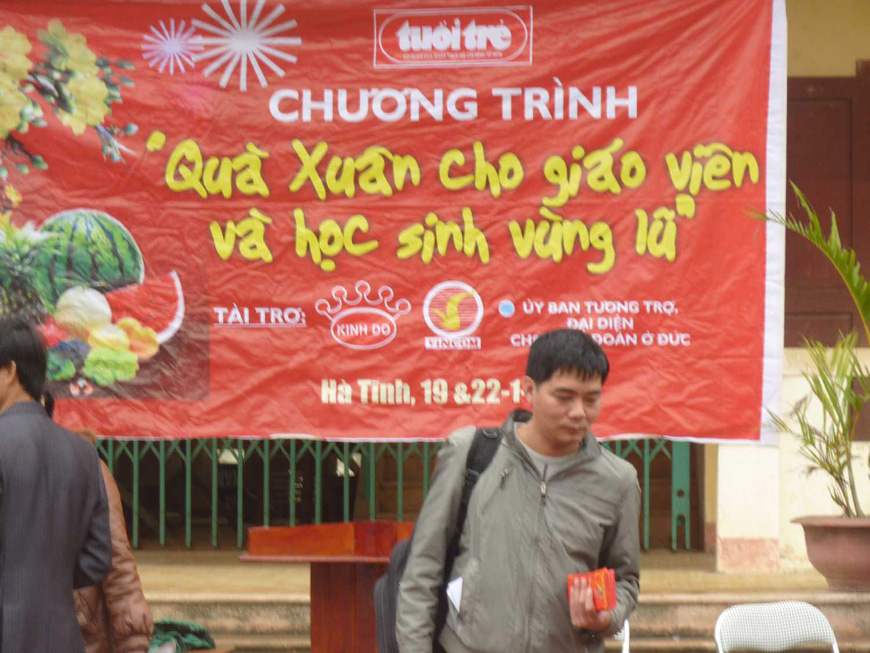 tuổi trẻ
CHƯƠNG TRÌNH
"Quà Xuân cho giáo viên
và học sinh vùng lũ"
TÀI TRỢ:
KINH DO
VINCOM
ỦY BAN TƯƠNG TRỢ,
ĐẠI DIỆN
ĐOÀN Ở ĐỨC
Hà Tĩnh, 19 &22-1